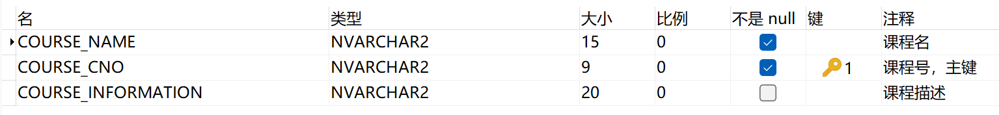 名 类型 大小 比例 不是 null 键 注释
COURSE_NAME NVARCHAR2 15 0 课程名
COURSE_CNO NVARCHAR2 9 0 1 课程号，主键
COURSE_INFORMATION NVARCHAR2 20 0 课程描述